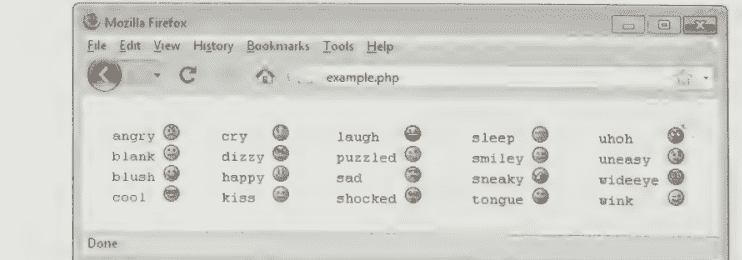 Mozilla Firefox
File Edit View History Bookmarks Tools Help
example.php
angry cry laugh sleep uhoh
blank dizzy puzzled smiley uneasy
blush happy sad sneaky wideeye
cool kiss shocked tongue wink
Done